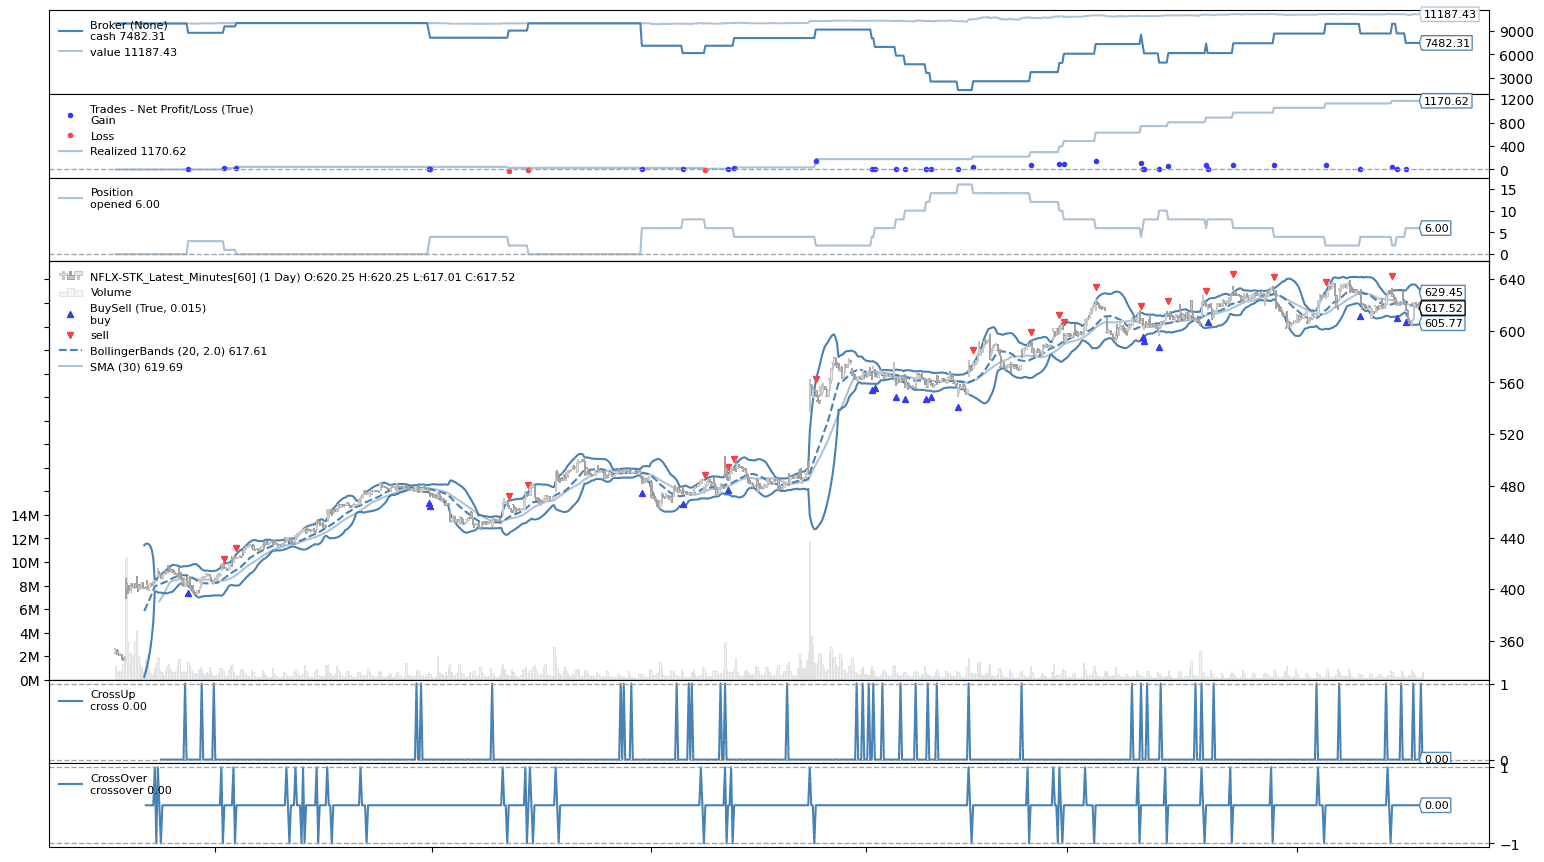 Broker (None)
cash 7482.31
value 11187.43
11187.43
9000
7482.31
6000
3000
Trades - Net Profit/Loss (True)
Gain
Loss
Realized 1170.62
1170.62
1200
800
400
0
Position
opened 6.00
15
10
6.00
5
0
NFLX-STK_Latest_Minutes[60] (1 Day) O:620.25 H:620.25 L:617.01 C:617.52
Volume
BuySell (True, 0.015)
buy
sell
BollingerBands (20, 2.0) 617.61
SMA (30) 619.69
640
629.45
617.52
605.77
600
560
520
480
440
400
360
14M
12M
10M
8M
6M
4M
2M
0M
CrossUp
cross 0.00
1
0.00
0
CrossOver
crossover 0.00
1
0.00
−1